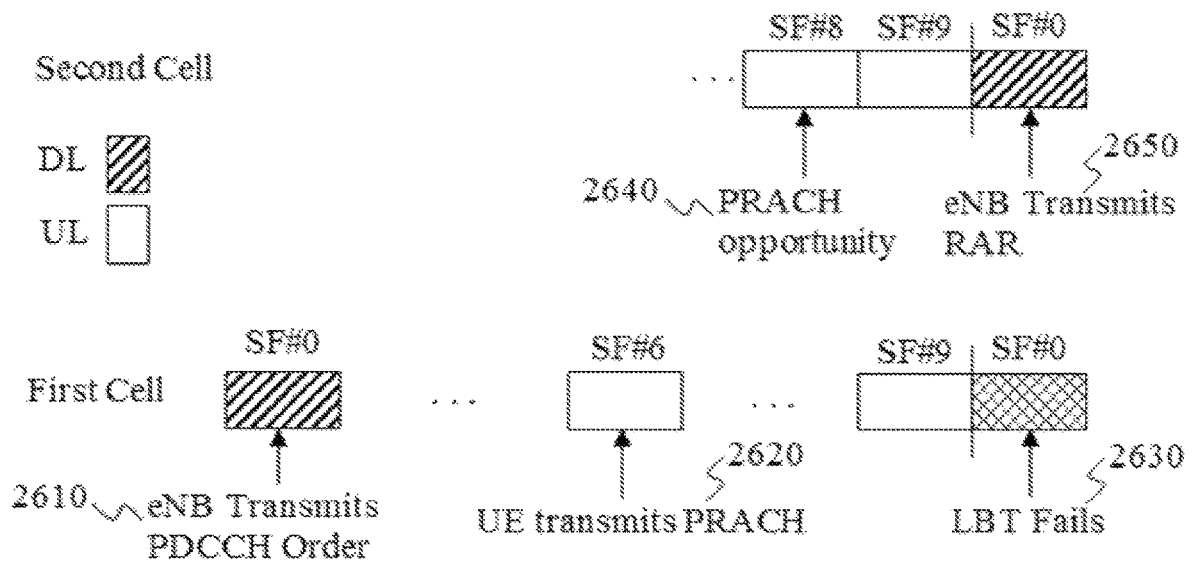 SF#8 SF#9 SF#0
Second Cell
...
DL
UL
2640
PRACH
opportunity
2650
eNB Transmits
RAR
SF#0 SF#6 SF#9 SF#0
First Cell
... ...
2610
eNB Transmits
PDCCH Order
2620
UE transmits PRACH
2630
LBT Fails